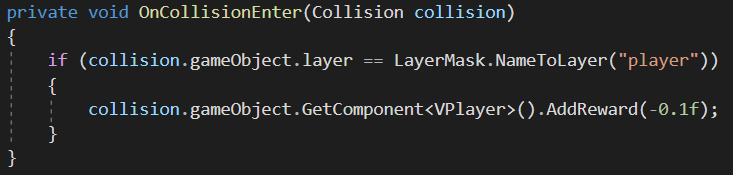 private void OnCollisionEnter(Collision collision)
{
if (collision.gameObject.layer == LayerMask.NameToLayer("player"))
{
collision.gameObject.GetComponent<VPlayer>().AddReward(-0.1f);
}
}